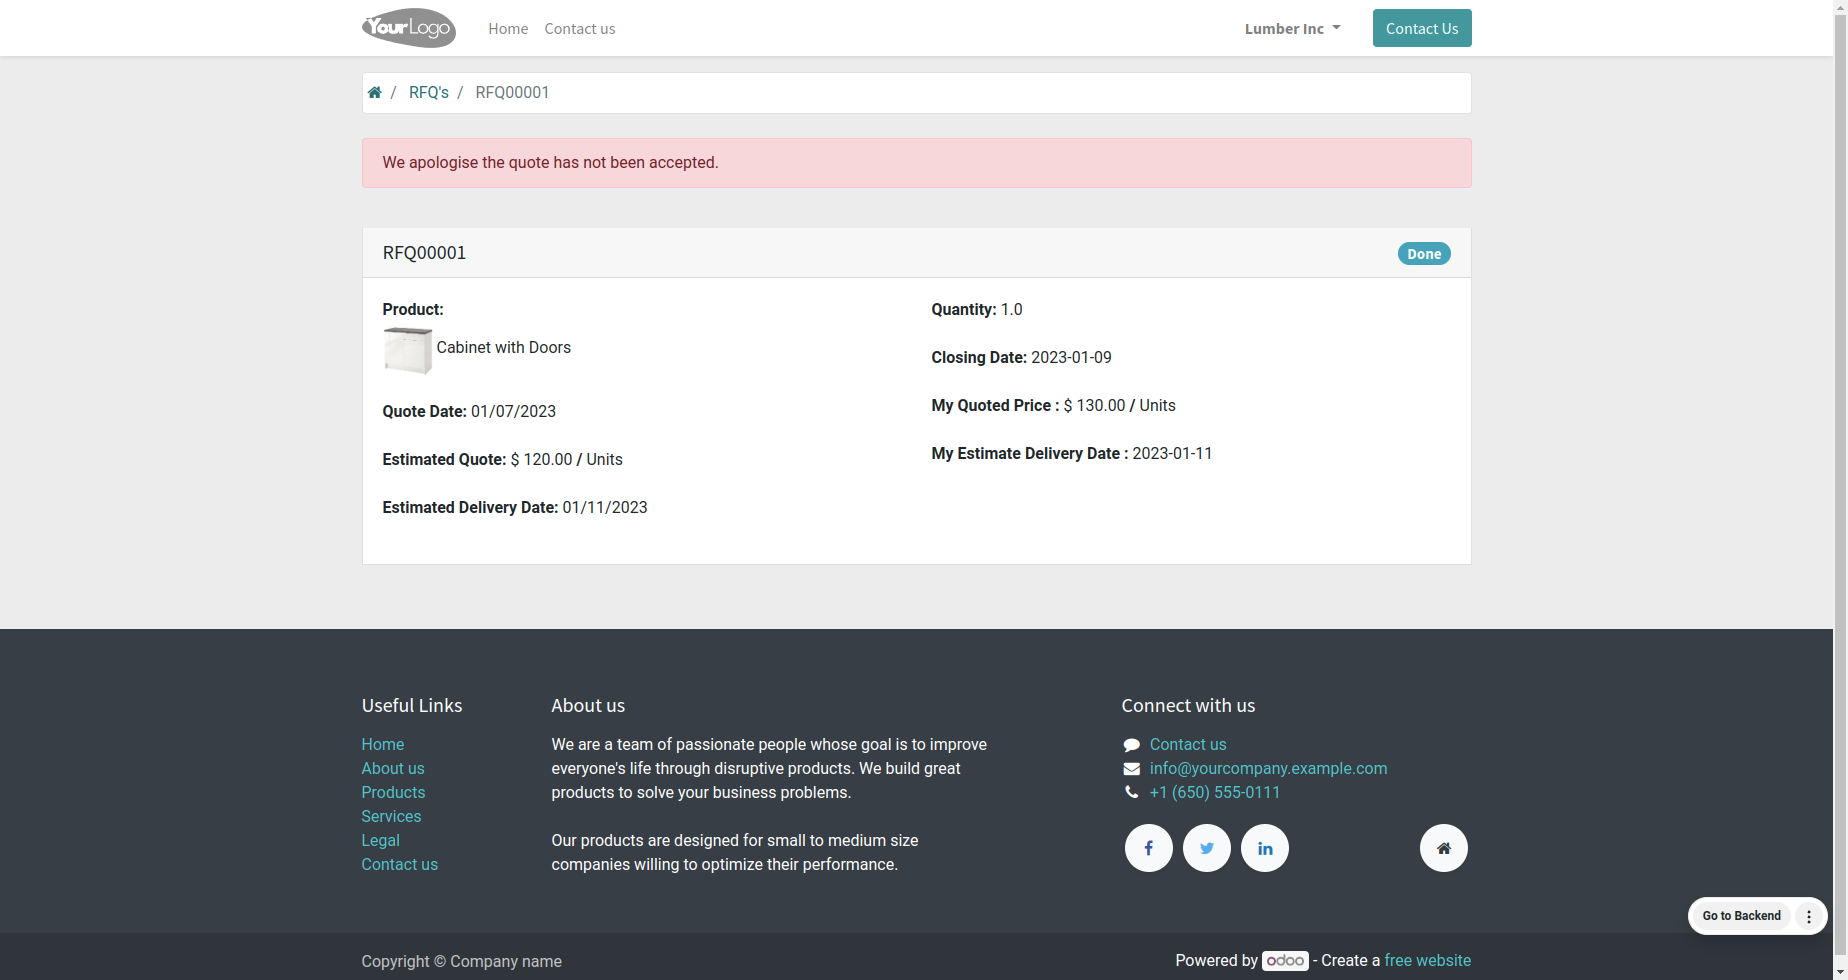 YourLogo Home Contact us Lumber Inc Contact Us
/ RFQ's / RFQ00001
We apologise the quote has not been accepted.
RFQ00001 Done
Product:
Cabinet with Doors
Quote Date: 01/07/2023
Estimated Quote: $ 120.00 / Units
Estimated Delivery Date: 01/11/2023
Quantity: 1.0
Closing Date: 2023-01-09
My Quoted Price : $ 130.00 / Units
My Estimate Delivery Date : 2023-01-11
Useful Links
Home
About us
Products
Services
Legal
Contact us
About us
We are a team of passionate people whose goal is to improve
everyone's life through disruptive products. We build great
products to solve your business problems.
Our products are designed for small to medium size
companies willing to optimize their performance.
Connect with us
Contact us
info@yourcompany.example.com
+1 (650) 555-0111
Go to Backend
Copyright © Company name
Powered by odoo - Create a free website